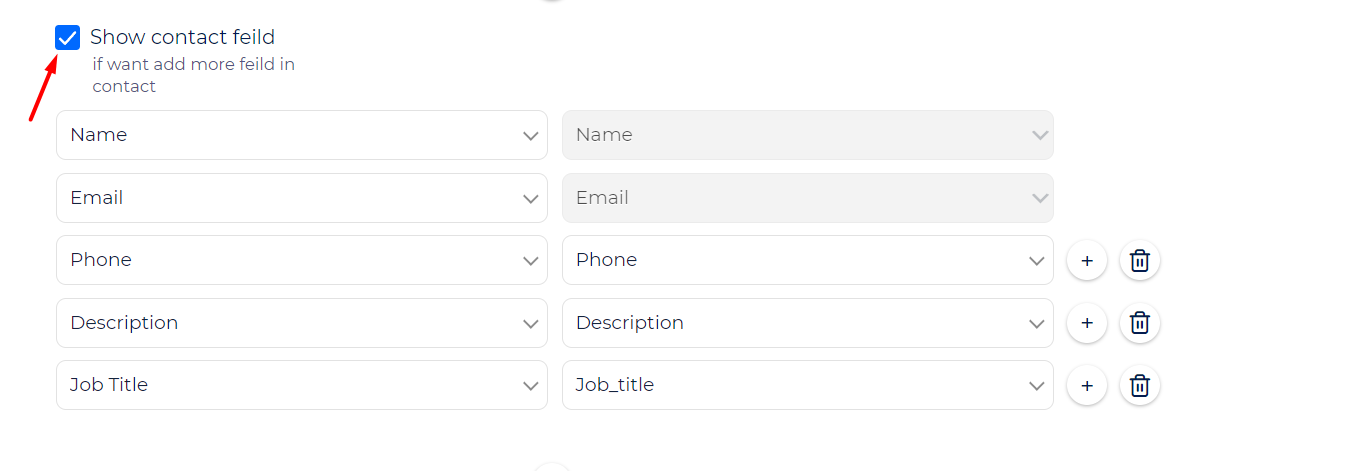 Show contact feild
if want add more feild in
contact
Name Name
Email Email
Phone Phone +
Description Description +
Job Title Job_title +